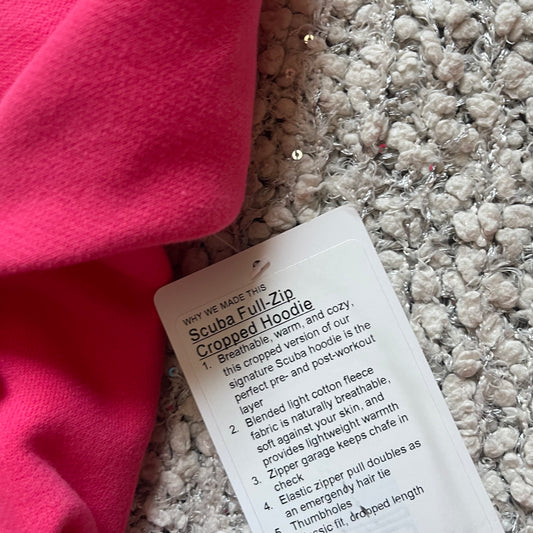 WHY WE MADE THIS
Scuba Full-Zip
Cropped Hoodie
1. Breathable, warm, and cozy,
this cropped version of our
signature Scuba hoodie is the
perfect pre- and post-workout
layer
2. Blended light cotton fleece
fabric is naturally breathable,
soft against your skin, and
provides lightweight warmth
3. Zipper garage keeps chafe in
check
4. Elastic zipper pull doubles as
an emergency hair tie
5. Thumbholes
fit, dropped length